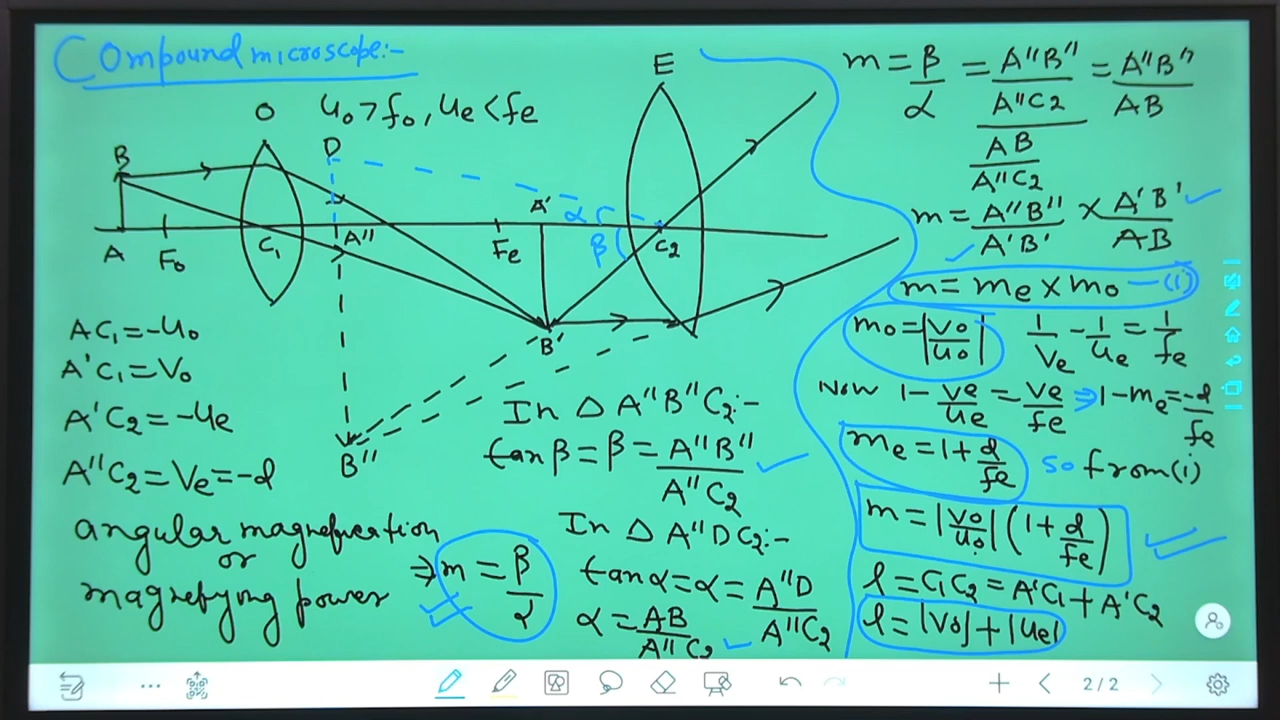 Compound microscope:-
O
u₀ > f₀, ue < fe
E
B
D
A'
α
A
F₀
C₁
A"
Fe
β
C₂
B'
B"
AC₁ = -u₀
A'C₁ = V₀
A'C₂ = -ue
A"C₂ = Ve = -d
angular magnification
or
magnifying power
⇒ m = β/α
In Δ A"B"C₂:-
tan β = β = A"B"/A"C₂
In Δ A"DC₂:-
tan α = α = A"D/A"C₂
α = AB/A"C₂
m = β/α = (A"B"/A"C₂)/(AB/A"C₂) = A"B"/AB
m = A"B"/A'B' × A'B'/AB
m = me × m₀ —(i)
m₀ = |V₀/u₀| 1/Ve - 1/ue = 1/fe
Now 1 - Ve/ue = Ve/fe ⇒ 1 - me = -d/fe
me = 1 + d/fe so from (i)
m = |V₀/u₀| (1 + d/fe)
l = C₁C₂ = A'C₁ + A'C₂
l = |V₀| + |ue|
2/2